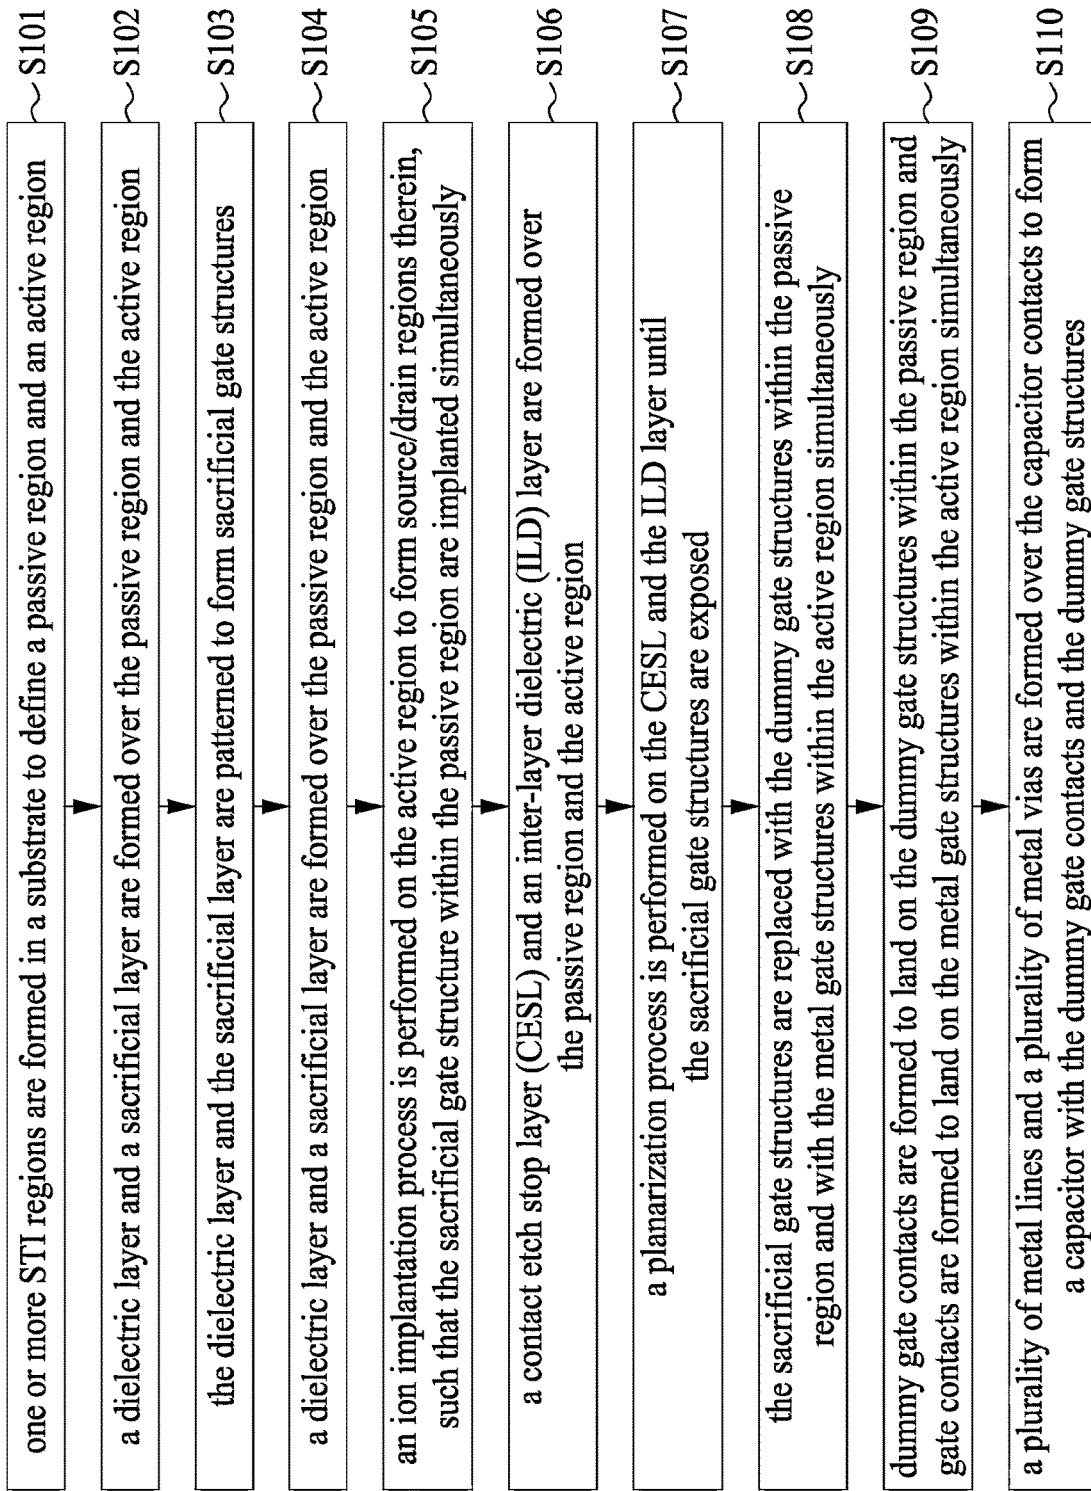 one or more STI regions are formed in a substrate to define a passive region and an active region
S101
a dielectric layer and a sacrificial layer are formed over the passive region and the active region
S102
the dielectric layer and the sacrificial layer are patterned to form sacrificial gate structures
S103
a dielectric layer and a sacrificial layer are formed over the passive region and the active region
S104
an ion implantation process is performed on the active region to form source/drain regions therein,
such that the sacrificial gate structure within the passive region are implanted simultaneously
S105
a contact etch stop layer (CESL) and an inter-layer dielectric (ILD) layer are formed over
the passive region and the active region
S106
a planarization process is performed on the CESL and the ILD layer until
the sacrificial gate structures are exposed
S107
the sacrificial gate structures are replaced with the dummy gate structures within the passive
region and with the metal gate structures within the active region simultaneously
S108
dummy gate contacts are formed to land on the dummy gate structures within the passive region and
gate contacts are formed to land on the metal gate structures within the active region simultaneously
S109
a plurality of metal lines and a plurality of metal vias are formed over the capacitor contacts to form
a capacitor with the dummy gate contacts and the dummy gate structures
S110